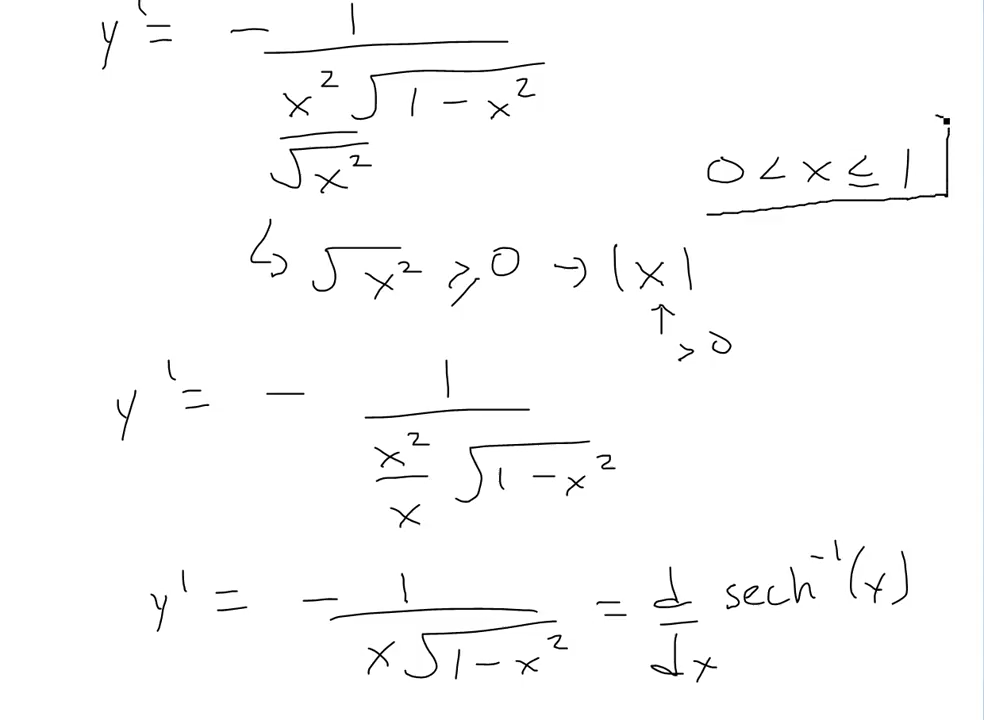 y' = - 1 / ((x² / √(x²)) √(1 - x²))
0 < x ≤ 1
↳ √(x²) ≥ 0 → |x|
↑
> 0
y' = - 1 / ((x² / x) √(1 - x²))
y' = - 1 / (x √(1 - x²)) = d/dx sech⁻¹(x)